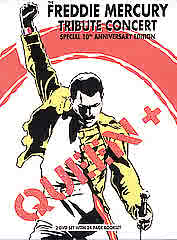 THE
FREDDIE MERCURY
TRIBUTE CONCERT
SPECIAL 10TH ANNIVERSARY EDITION
QUEEN+
2 DVD SET WITH 24 PAGE BOOKLET